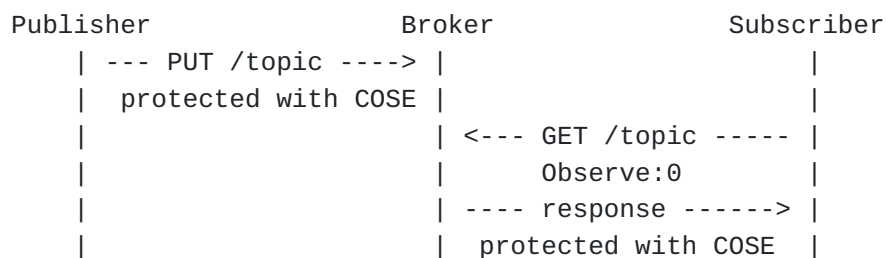 Publisher Broker Subscriber
| --- PUT /topic ----> | |
| protected with COSE | |
| | <--- GET /topic ----- |
| | Observe:0 |
| | ---- response ------> |
| | protected with COSE |